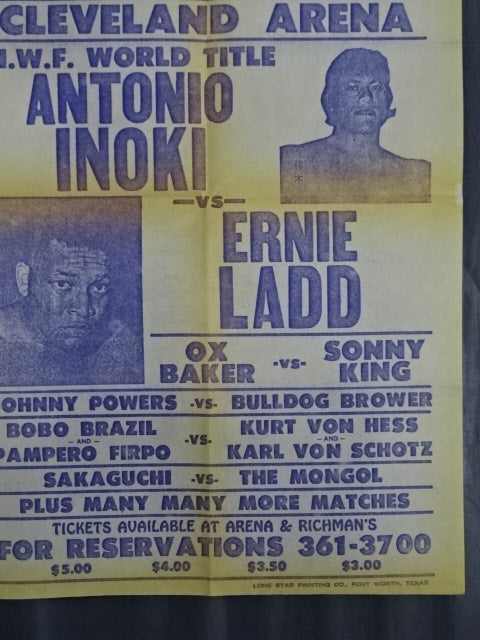 CLEVELAND ARENA
.W.F. WORLD TITLE
ANTONIO
INOKI
—VS—
ERNIE
LADD
OX BAKER -VS- SONNY KING
OHNNY POWERS -VS- BULLDOG BROWER
BOBO BRAZIL
—AND—
PAMPERO FIRPO
-VS-
KURT VON HESS
—AND—
KARL VON SCHOTZ
SAKAGUCHI -VS- THE MONGOL
PLUS MANY MANY MORE MATCHES
TICKETS AVAILABLE AT ARENA & RICHMAN'S
FOR RESERVATIONS 361-3700
$5.00 $4.00 $3.50 $3.00
LONE STAR PRINTING CO., FORT WORTH, TEXAS